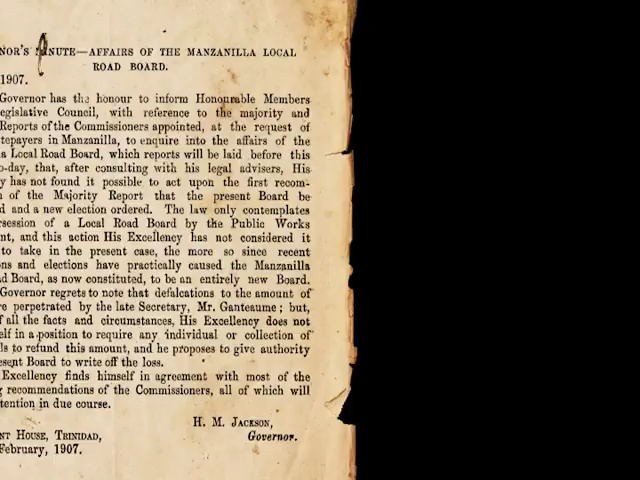 NOR'S MINUTE—AFFAIRS OF THE MANZANILLA LOCAL
ROAD BOARD.
1907.
Governor has the honour to inform Honourable Members
egislative Council, with reference to the majority and
Reports of the Commissioners appointed, at the request of
tepayers in Manzanilla, to enquire into the affairs of the
a Local Road Board, which reports will be laid before this
o-day, that, after consulting with his legal advisers, His
y has not found it possible to act upon the first recom-
n of the Majority Report that the present Board be
d and a new election ordered. The law only contemplates
rsession of a Local Road Board by the Public Works
nt, and this action His Excellency has not considered it
to take in the present case, the more so since recent
ons and elections have practically caused the Manzanilla
ad Board, as now constituted, to be an entirely new Board.
Governor regrets to note that defalcations to the amount of
re perpetrated by the late Secretary, Mr. Ganteaume; but,
f all the facts and circumstances, His Excellency does not
elf in a position to require any individual or collection of
ls to refund this amount, and he proposes to give authority
esent Board to write off the loss.
Excellency finds himself in agreement with most of the
g recommendations of the Commissioners, all of which will
tention in due course.
H. M. JACKSON,
Governor.
NT HOUSE, TRINIDAD,
February, 1907.